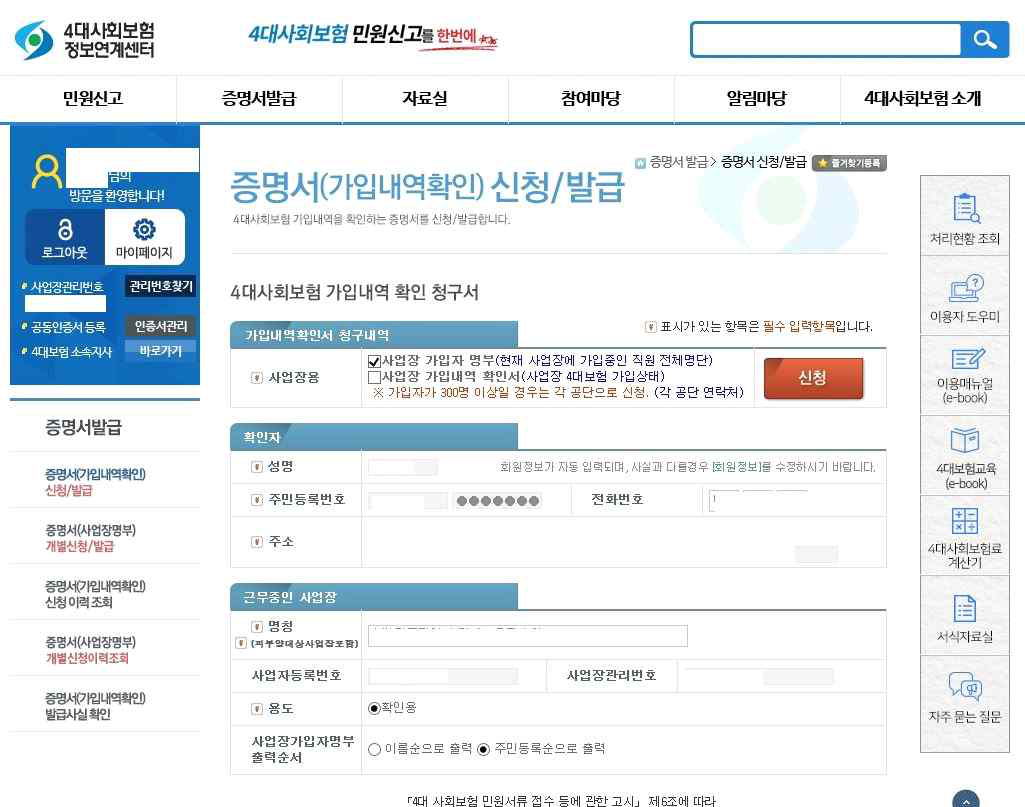 4대사회보험
정보연계센터
4대사회보험 민원신고를 한번에
민원신고
증명서발급
자료실
참여마당
알림마당
4대사회보험 소개
님의
방문을 환영합니다!
로그아웃
마이페이지
사업장관리번호
관리번호찾기
공동인증서 등록
인증서관리
4대보험 소속지사
바로가기
증명서발급
증명서(가입내역확인)
신청/발급
증명서(사업장명부)
개별신청/발급
증명서(가입내역확인)
신청 이력 조회
증명서(사업장명부)
개별신청이력조회
증명서(가입내역확인)
발급사실 확인
증명서 발급 > 증명서 신청/발급
즐겨찾기등록
증명서(가입내역확인) 신청/발급
4대사회보험 가입내역을 확인하는 증명서를 신청/발급합니다.
4대사회보험 가입내역 확인 청구서
가입내역확인서 청구내역
표시가 있는 항목은 필수 입력항목입니다.
사업장용
사업장 가입자 명부(현재 사업장에 가입중인 직원 전체명단)
사업장 가입내역 확인서(사업장 4대보험 가입상태)
※ 가입자가 300명 이상일 경우는 각 공단으로 신청. (각 공단 연락처)
신청
확인자
성명
회원정보가 자동 입력되며, 사실과 다를경우 [회원정보]를 수정하시기 바랍니다.
주민등록번호
●●●●●●●
전화번호
주소
근무중인 사업장
명칭
(피부양대상사업장포함)
사업자등록번호
사업장관리번호
용도
확인용
사업장가입자명부
출력순서
이름순으로 출력
주민등록순으로 출력
「4대 사회보험 민원서류 접수 등에 관한 고시」 제6조에 따라
처리현황 조회
이용자 도우미
이용매뉴얼
(e-book)
4대보험교육
(e-book)
4대사회보험료
계산기
서식자료실
자주 묻는 질문